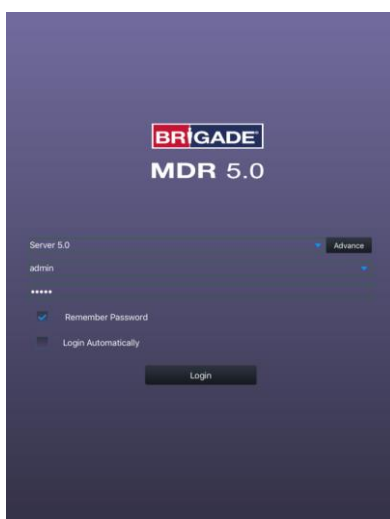 BRIGADE
MDR 5.0
Server 5.0
Advance
admin
•••••
Remember Password
Login Automatically
Login